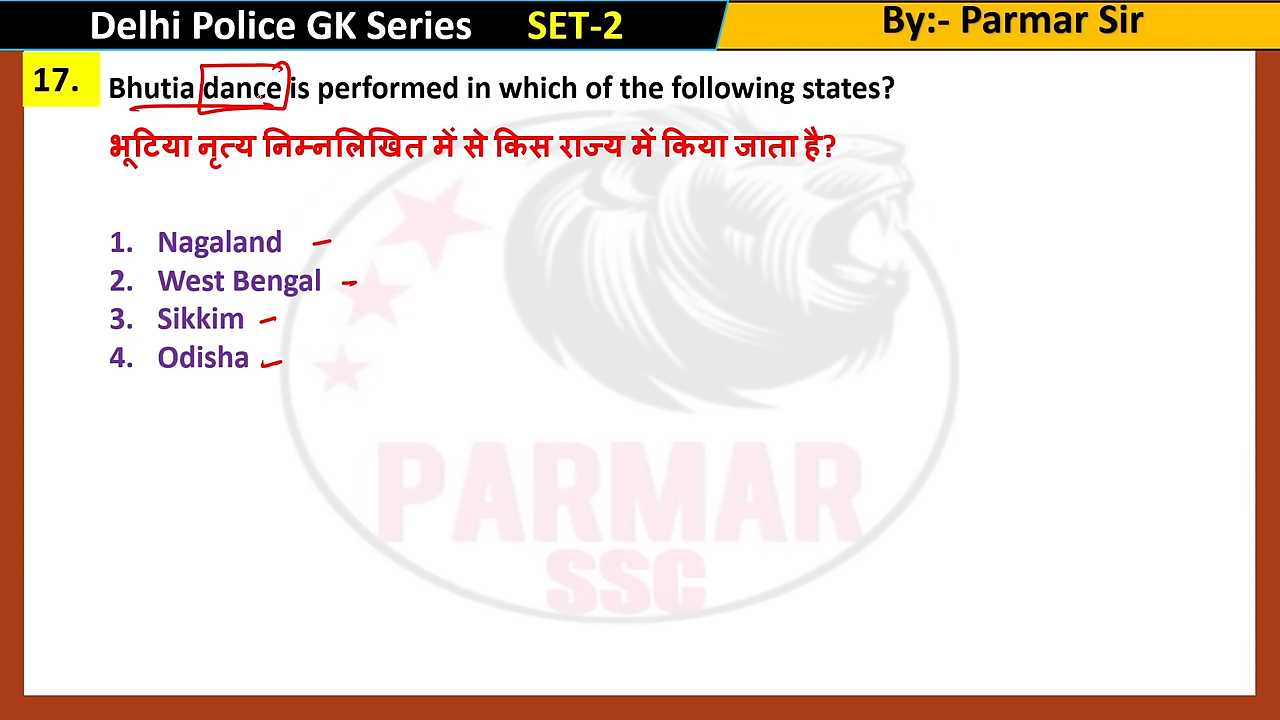 Delhi Police GK Series SET-2 By:- Parmar Sir
17. Bhutia dance is performed in which of the following states?
भूटिया नृत्य निम्नलिखित में से किस राज्य में किया जाता है?
1. Nagaland
2. West Bengal
3. Sikkim
4. Odisha
PARMAR
SSC